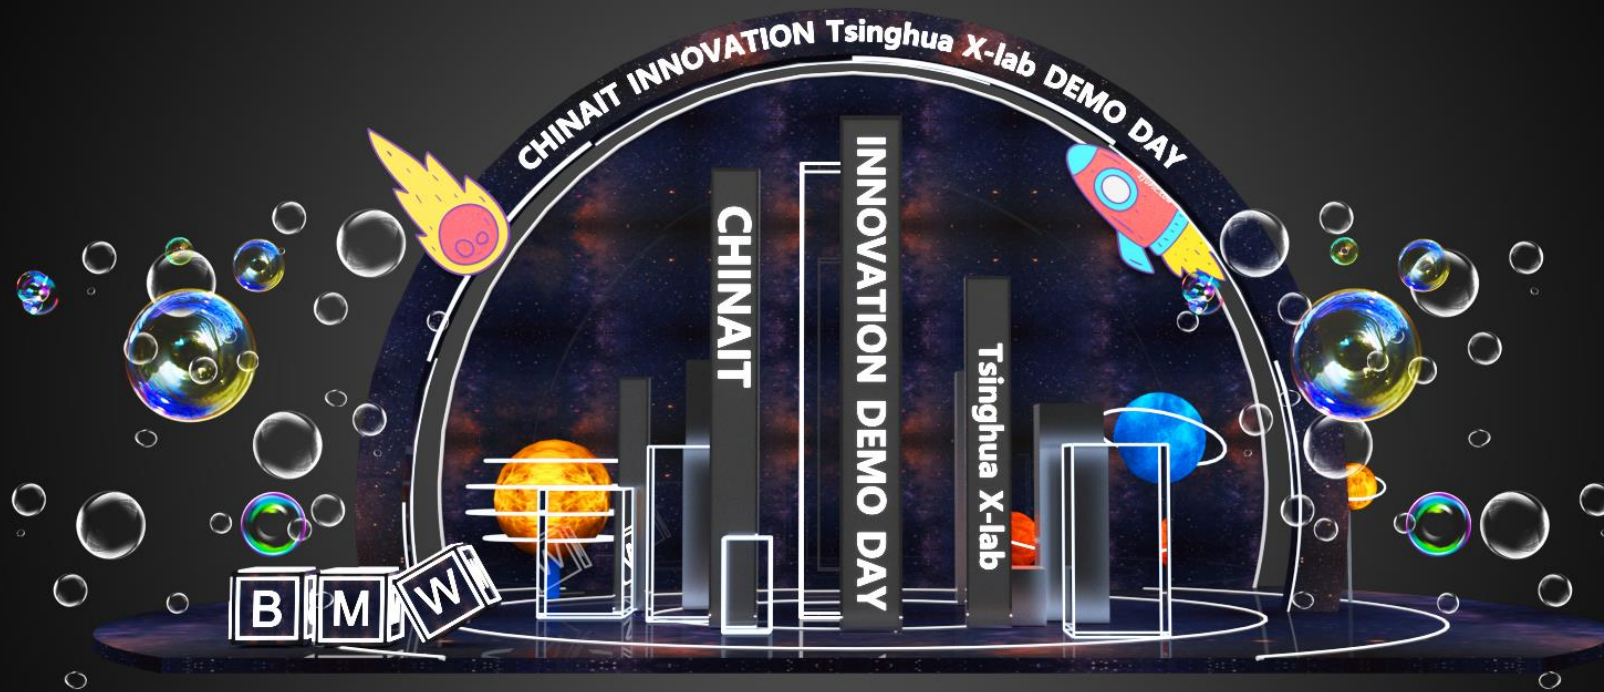 CHINAIT INNOVATION Tsinghua X-lab DEMO DAY
CHINAIT
INNOVATION DEMO DAY
Tsinghua X-lab
B M W